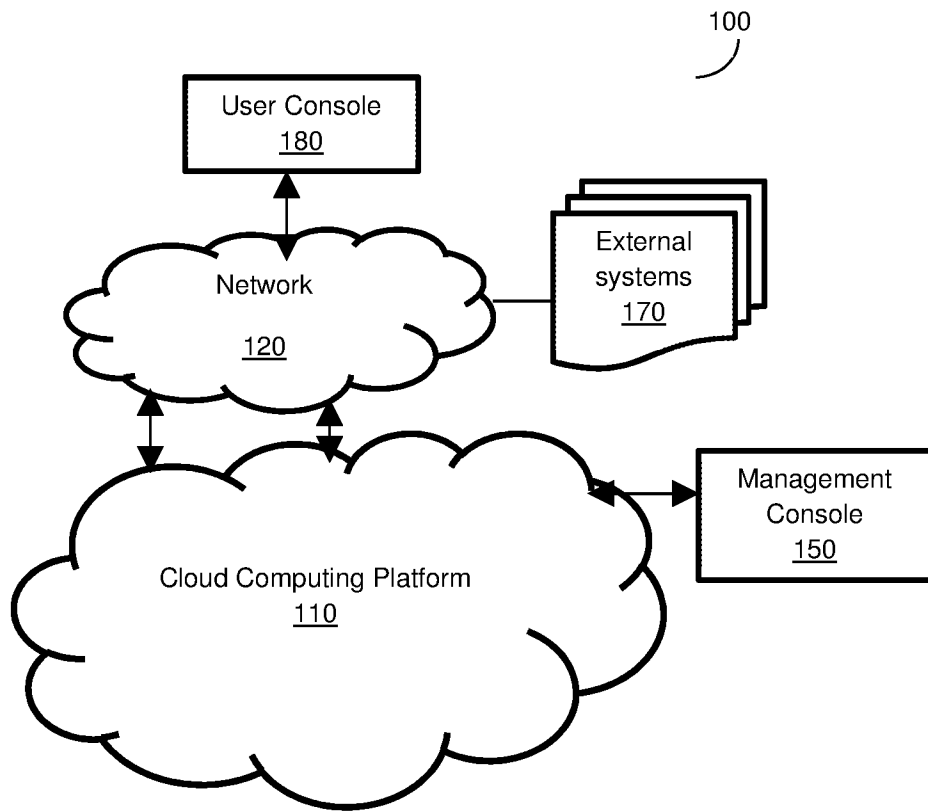 100
User Console
180
External
systems
170
Network
120
Management
Console
150
Cloud Computing Platform
110